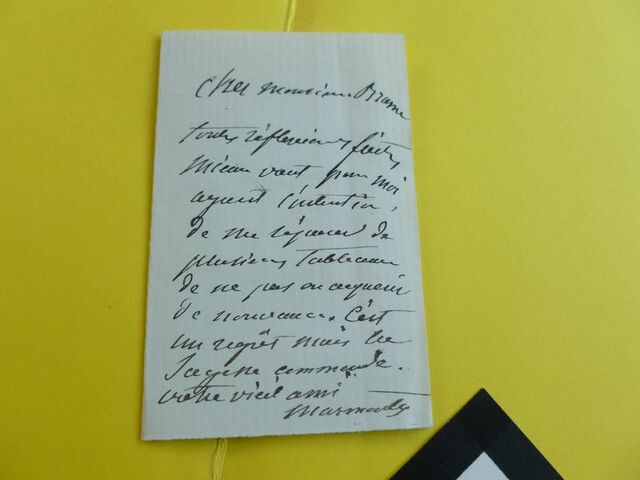 cher monsieur Brame
toutes réflexions faites
mieux vaut pour moi
ayant l'intention,
de me séparer de
plusieurs tableaux
de ne pas en acquérir
de nouveaux. C'est
un regrêt mais la
Sagesse commande.
votre vieil ami
Marmontel